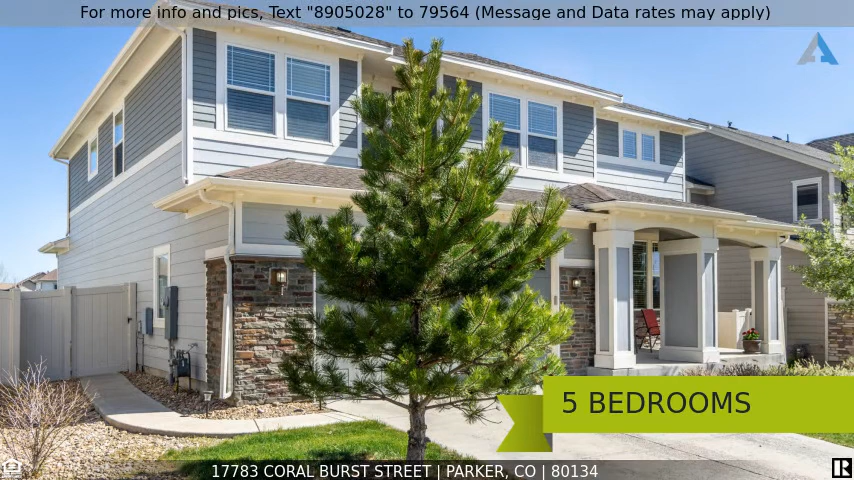 For more info and pics, Text "8905028" to 79564 (Message and Data rates may apply)
5 BEDROOMS
17783 CORAL BURST STREET | PARKER, CO | 80134